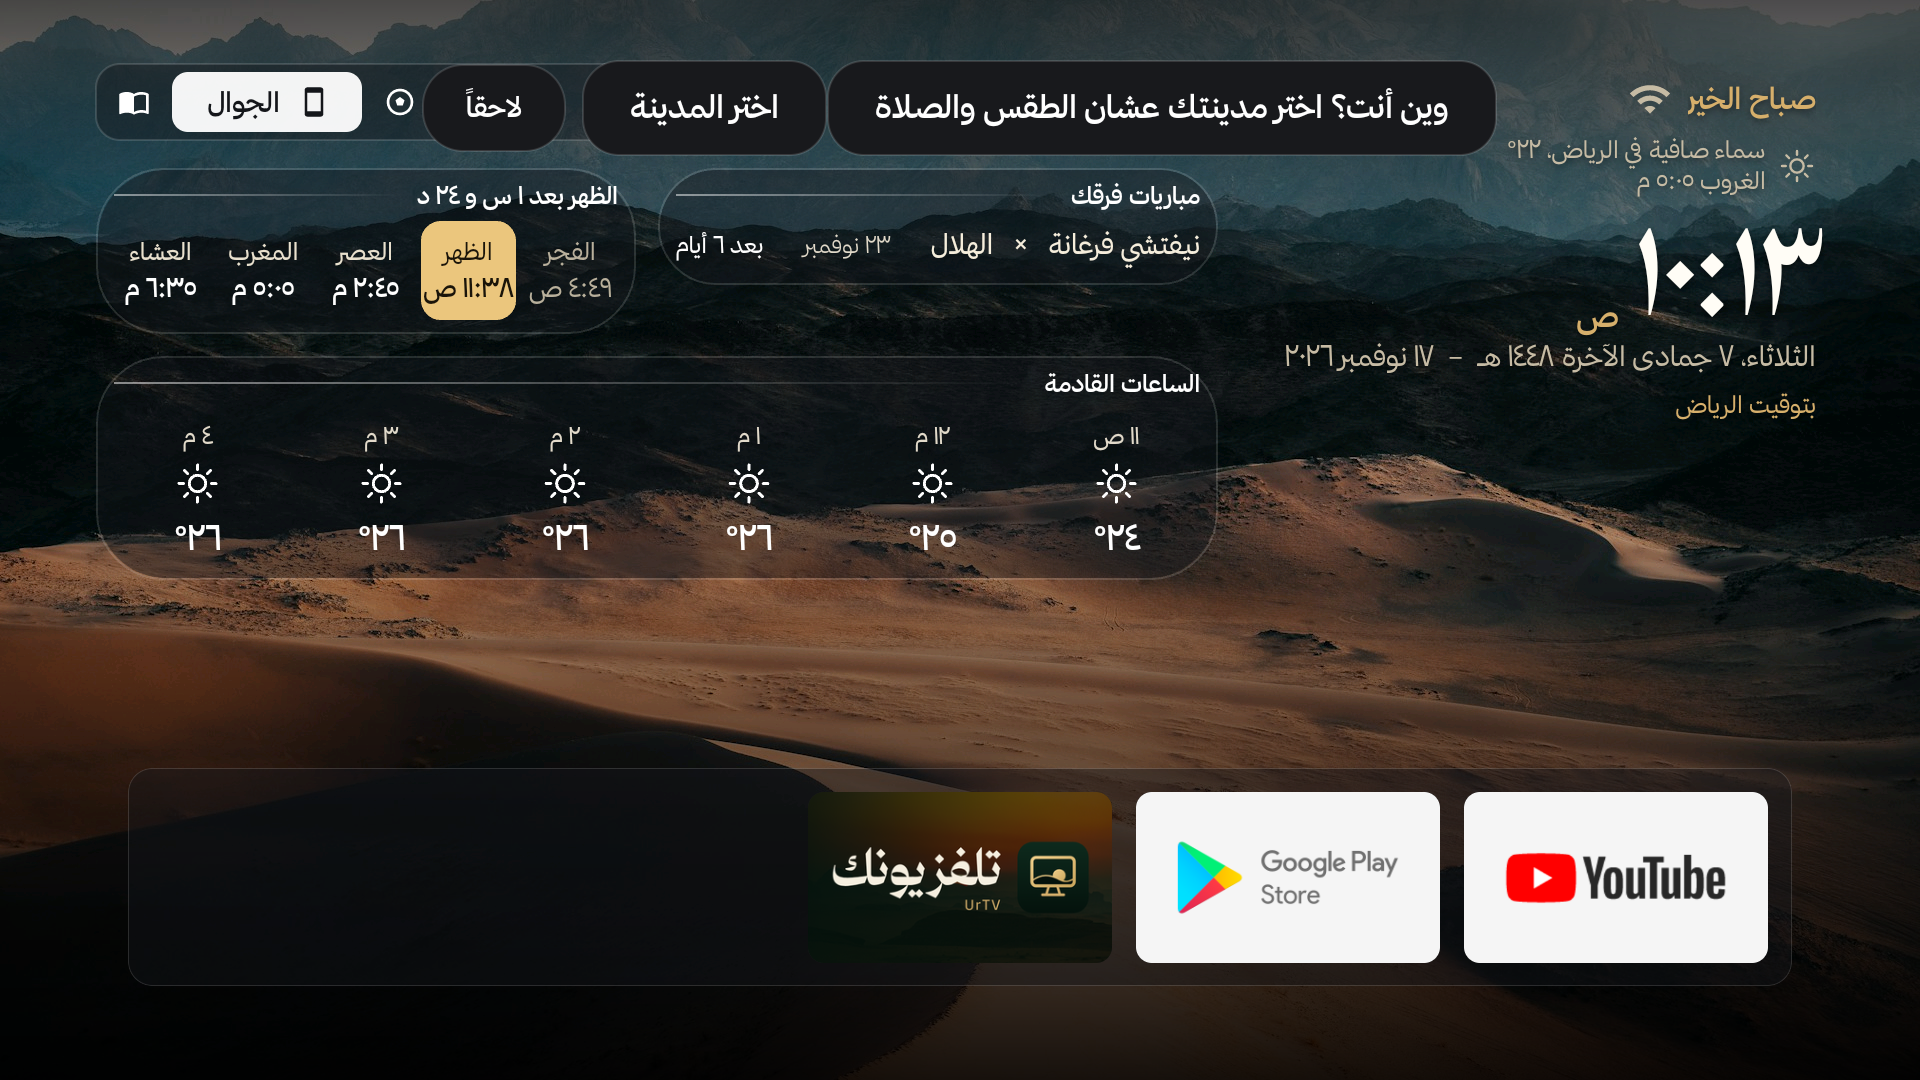 صباح الخير
سماء صافية في الرياض، ٢٢°
الغروب ٥:٠٥ م
١٠:١٣ ص
الثلاثاء، ٧ جمادى الآخرة ١٤٤٨ هـ – ١٧ نوفمبر ٢٠٢٦
بتوقيت الرياض
وين أنت؟ اختر مدينتك عشان الطقس والصلاة
اختر المدينة
لاحقاً
الجوال
مباريات فرقك
نيفتشي فرغانة × الهلال ٢٣ نوفمبر بعد ٦ أيام
الظهر بعد ١ س و ٢٤ د
الفجر الظهر العصر المغرب العشاء
٤:٤٩ ص ١١:٣٨ ص ٢:٤٥ م ٥:٠٥ م ٦:٣٥ م
الساعات القادمة
١١ ص ١٢ م ١ م ٢ م ٣ م ٤ م
٢٤° ٢٥° ٢٦° ٢٦° ٢٦° ٢٦°
YouTube
Google Play
Store
تلفزيونك
UrTV